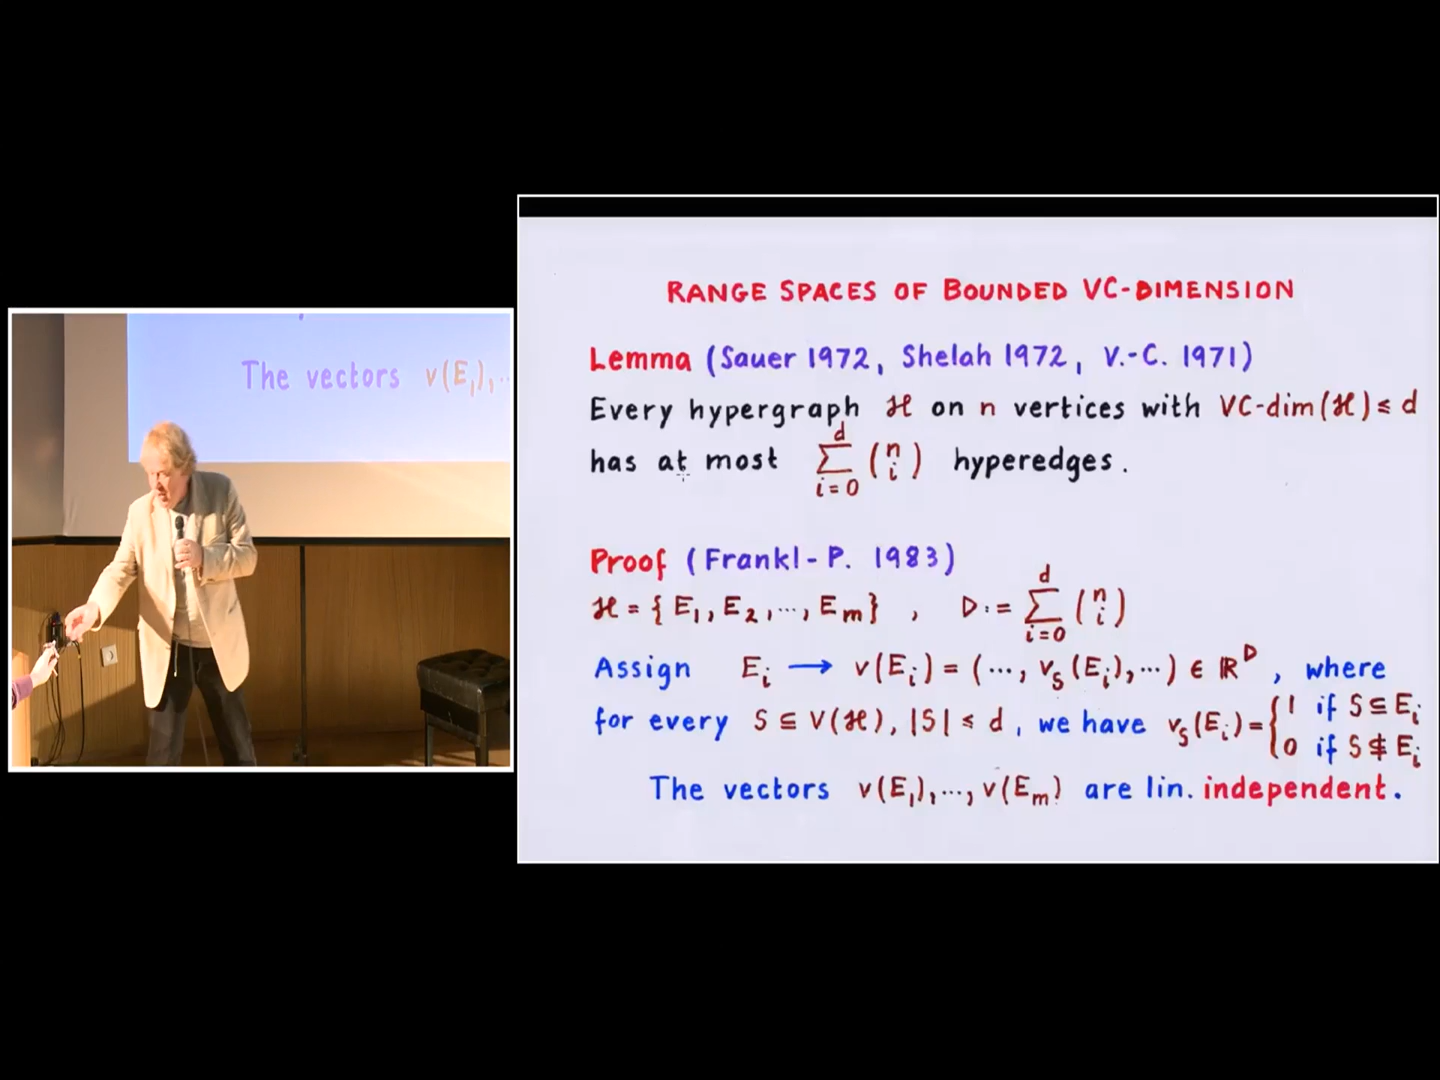 The vectors v(E₁),..
RANGE SPACES OF BOUNDED VC-DIMENSION
Lemma (Sauer 1972, Shelah 1972, V.-C. 1971)
Every hypergraph ℋ on n vertices with VC-dim(ℋ) ≤ d
has at most ∑_{i=0}^{d} (n i) hyperedges.
Proof (Frankl-P. 1983)
ℋ = { E₁, E₂, ..., Eₘ } , D := ∑_{i=0}^{d} (n i)
Assign Eᵢ → v(Eᵢ) = (..., v_S(Eᵢ), ...) ∈ ℝ^D , where
for every S ⊆ V(ℋ), |S| ≤ d, we have v_S(Eᵢ) = { 1 if S ⊆ Eᵢ
0 if S ⊈ Eᵢ
The vectors v(E₁), ..., v(Eₘ) are lin. independent.